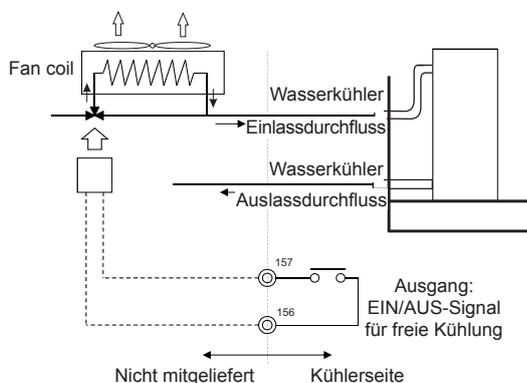 Fan coil
Wasserkühler
Einlassdurchfluss
Wasserkühler
Auslassdurchfluss
157
156
Ausgang:
EIN/AUS-Signal
für freie Kühlung
Nicht mitgeliefert
Kühlerseite